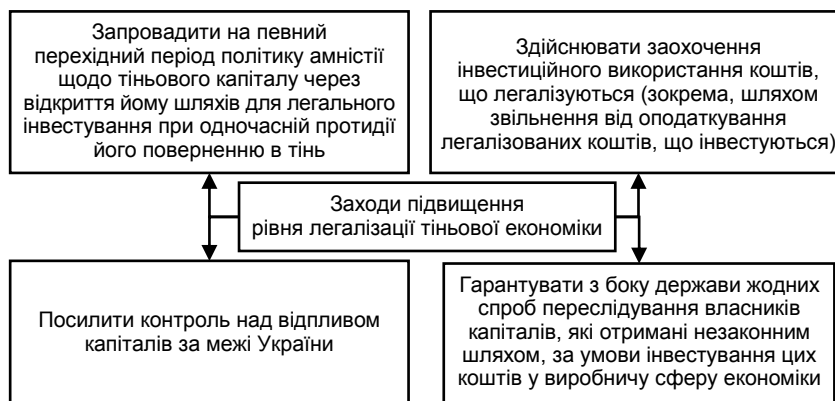 Запровадити на певний
перехідний період політику амністії
щодо тіньового капіталу через
відкриття йому шляхів для легального
інвестування при одночасній протидії
його поверненню в тінь
Здійснювати заохочення
інвестиційного використання коштів,
що легалізуються (зокрема, шляхом
звільнення від оподаткування
легалізованих коштів, що інвестуються)
Заходи підвищення
рівня легалізації тіньової економіки
Посилити контроль над відпливом
капіталів за межі України
Гарантувати з боку держави жодних
спроб переслідування власників
капіталів, які отримані незаконним
шляхом, за умови інвестування цих
коштів у виробничу сферу економіки